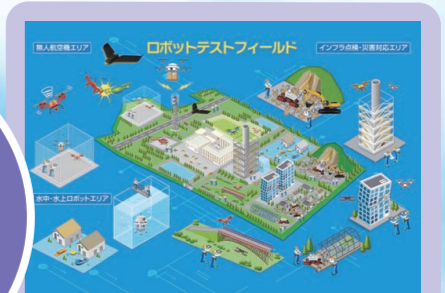 ロボットテストフィールド
無人航空機エリア
インフラ点検・災害対応エリア
水中・水上ロボットエリア